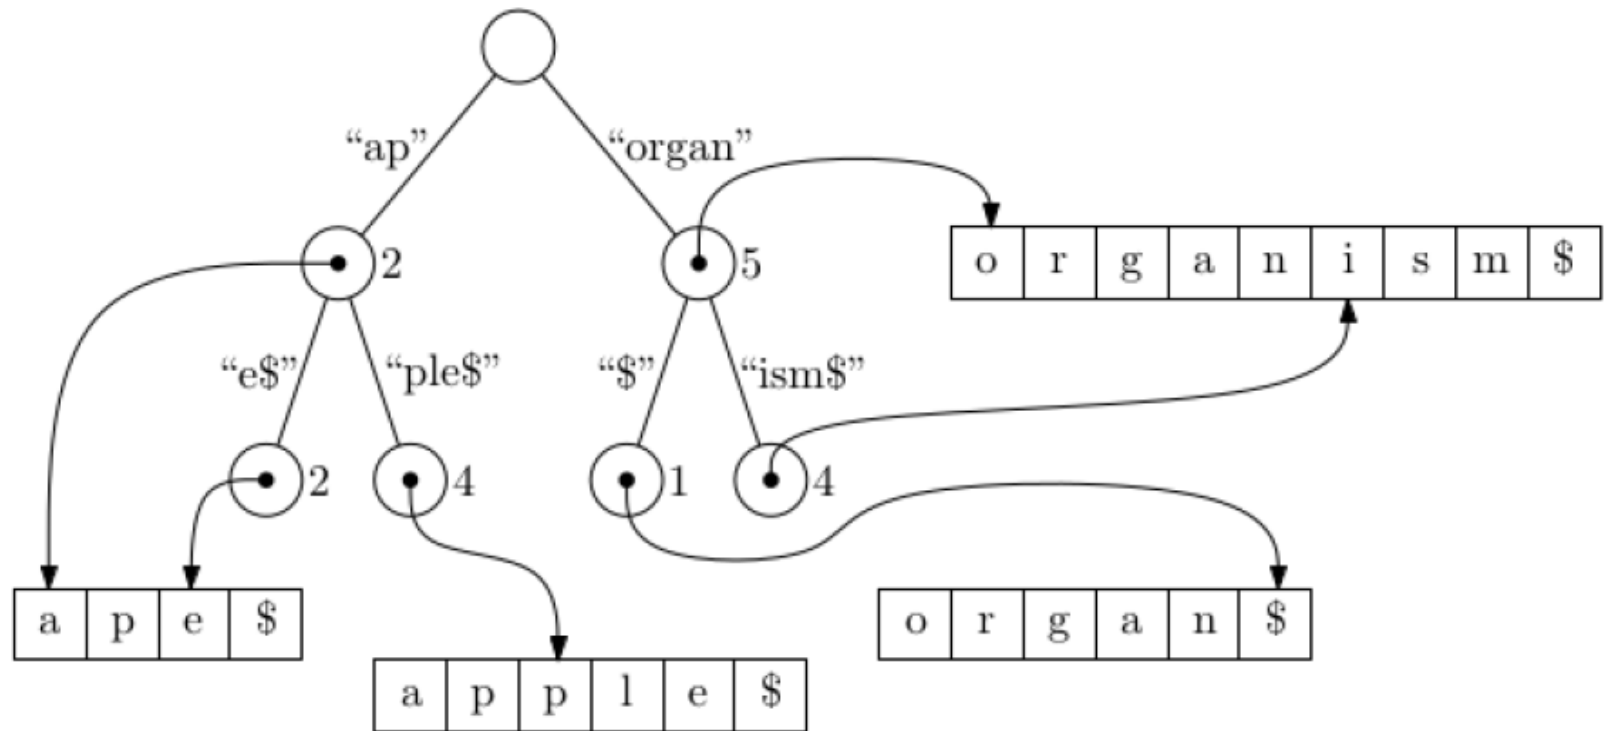 “ap” “organ”
2 5 o r g a n i s m $
“e$” “ple$” “$” “ism$”
2 4 1 4
a p e $ o r g a n $
a p p l e $